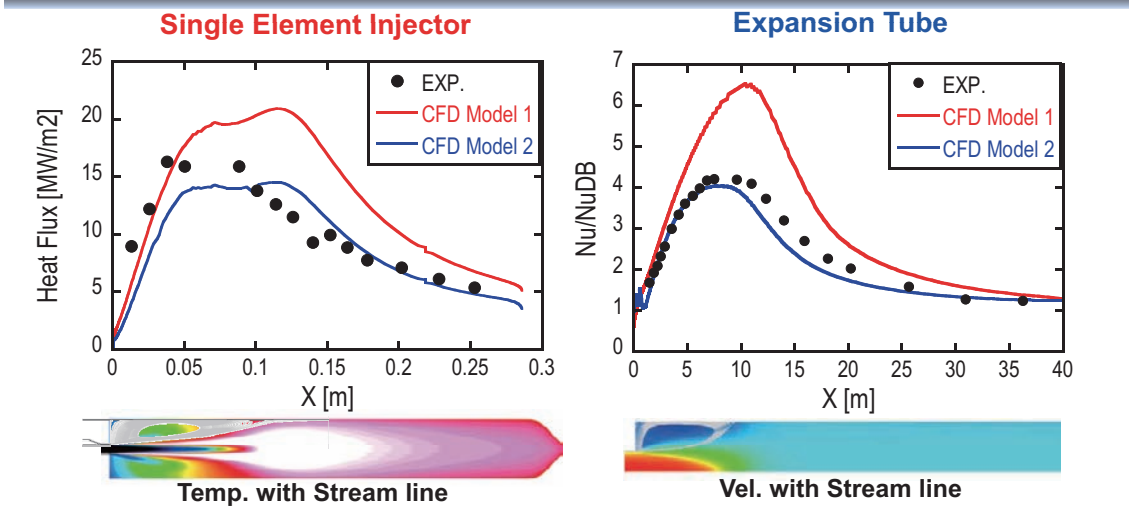 Single Element Injector
Expansion Tube
25
20
15
10
5
0
Heat Flux [MW/m2]
EXP.
CFD Model 1
CFD Model 2
0
0.05
0.1
0.15
0.2
0.25
0.3
X [m]
7
6
5
4
3
2
1
0
Nu/NuDB
EXP.
CFD Model 1
CFD Model 2
0
5
10
15
20
25
30
35
40
X [m]
Temp. with Stream line
Vel. with Stream line